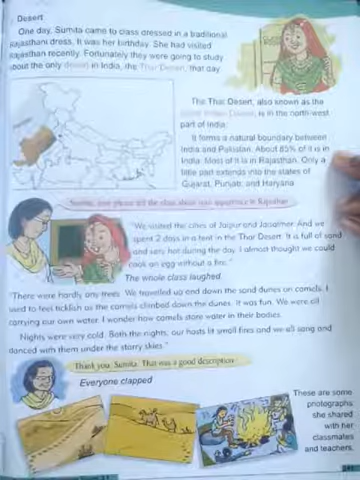 Desert
One day, Sumita came to class dressed in a traditional
Rajasthan dress. It was her birthday. She had visited
Rajasthan recently. Fortunately they were going to study
about the only desert in India, the Thar Desert, that day.
The Thar Desert, also known as the
Great Indian Desert, is in the north-west
part of India.
It forms a natural boundary between
India and Pakistan. About 85% of it is in
India. Most of it is in Rajasthan. Only a
little part extends into the states of
Gujarat, Punjab, and Haryana
Sumita, now please tell the class about your experience in Rajasthan
"We visited the cities of Jaipur and Jaisalmer. And we
spent 2 days in a tent in the Thar Desert. It is full of sand
and very hot during the day. I almost thought we could
cook an egg without a fire."
The whole class laughed.
"There were hardly any trees. We travelled up and down the sand dunes on camels. I
used to feel ticklish as the camels climbed down the dunes. It was fun. We were all
carrying our own water. I wonder how camels store water in their bodies.
Nights were very cold. Both the nights, our hosts lit small fires and we all sang and
danced with them under the starry skies."
Thank you, Sumita. That was a good description
Everyone clapped
These are some
photographs
she shared
with her
classmates
and teachers.